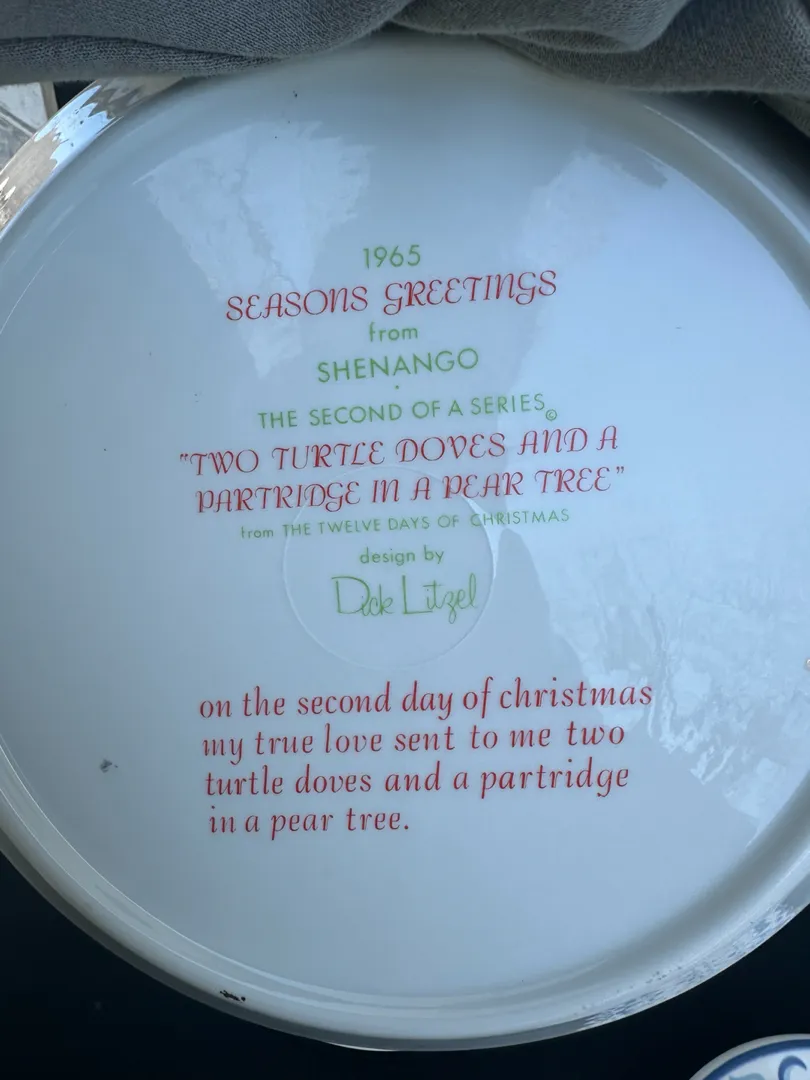 1965
SEASONS GREETINGS
from
SHENANGO
THE SECOND OF A SERIES©
"TWO TURTLE DOVES AND A
PARTRIDGE IN A PEAR TREE"
from THE TWELVE DAYS OF CHRISTMAS
design by
Dick Litzel
on the second day of christmas
my true love sent to me two
turtle doves and a partridge
in a pear tree.